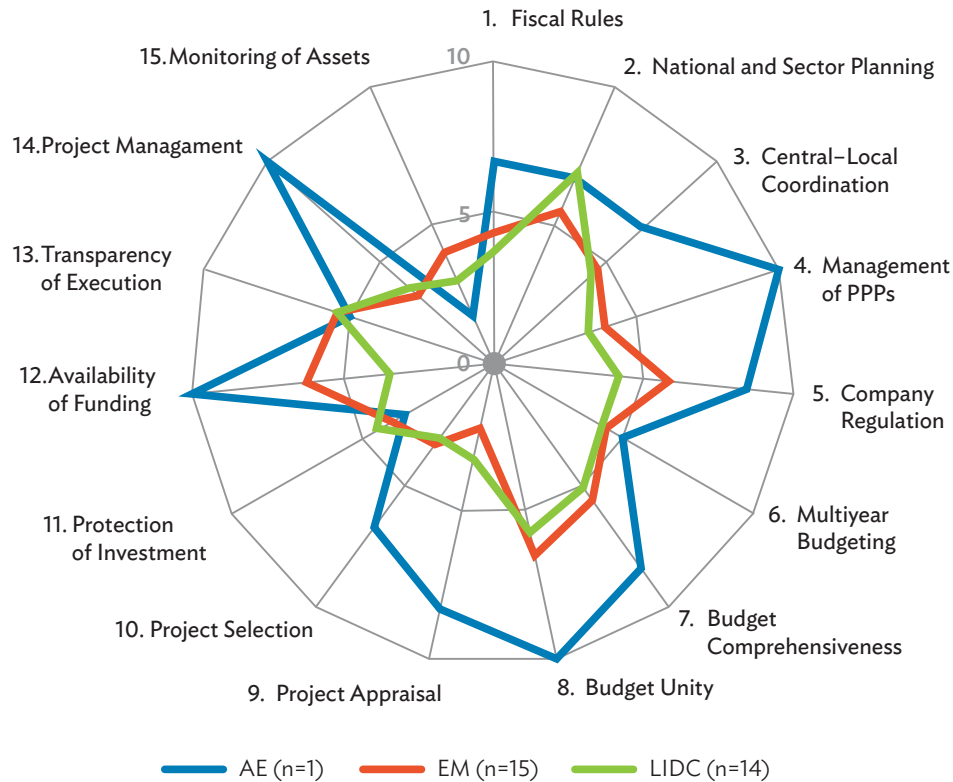 1. Fiscal Rules
2. National and Sector Planning
3. Central–Local
Coordination
4. Management
of PPPs
5. Company
Regulation
6. Multiyear
Budgeting
7. Budget
Comprehensiveness
8. Budget Unity
9. Project Appraisal
10. Project Selection
11. Protection
of Investment
12.Availability
of Funding
13.Transparency
of Execution
14.Project Managament
15.Monitoring of Assets
10
5
0
AE (n=1)
EM (n=15)
LIDC (n=14)